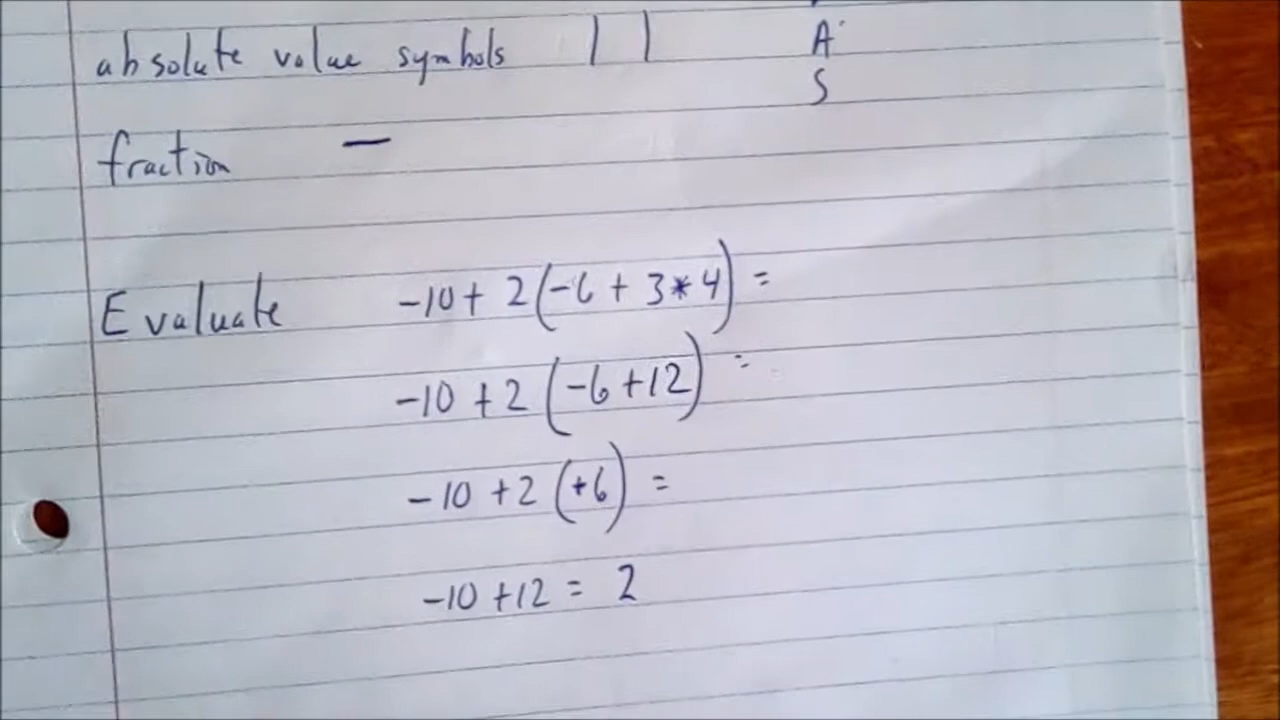 absolute value symbols | | A
S
fraction —
Evaluate -10 + 2(-6 + 3*4) =
-10 + 2(-6 + 12) =
-10 + 2(+6) =
-10 + 12 = 2